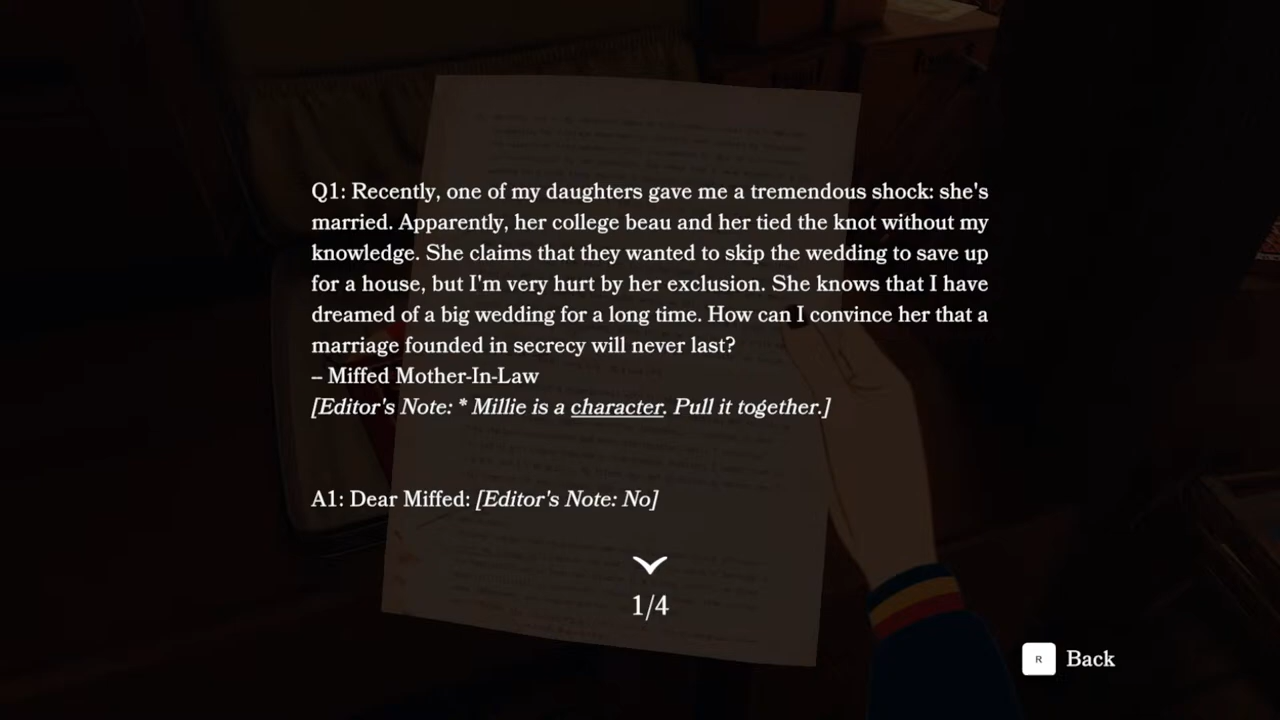 Q1: Recently, one of my daughters gave me a tremendous shock: she's
married. Apparently, her college beau and her tied the knot without my
knowledge. She claims that they wanted to skip the wedding to save up
for a house, but I'm very hurt by her exclusion. She knows that I have
dreamed of a big wedding for a long time. How can I convince her that a
marriage founded in secrecy will never last?
– Miffed Mother-In-Law
[Editor's Note: * Millie is a character. Pull it together.]
A1: Dear Miffed: [Editor's Note: No]
1/4
R Back